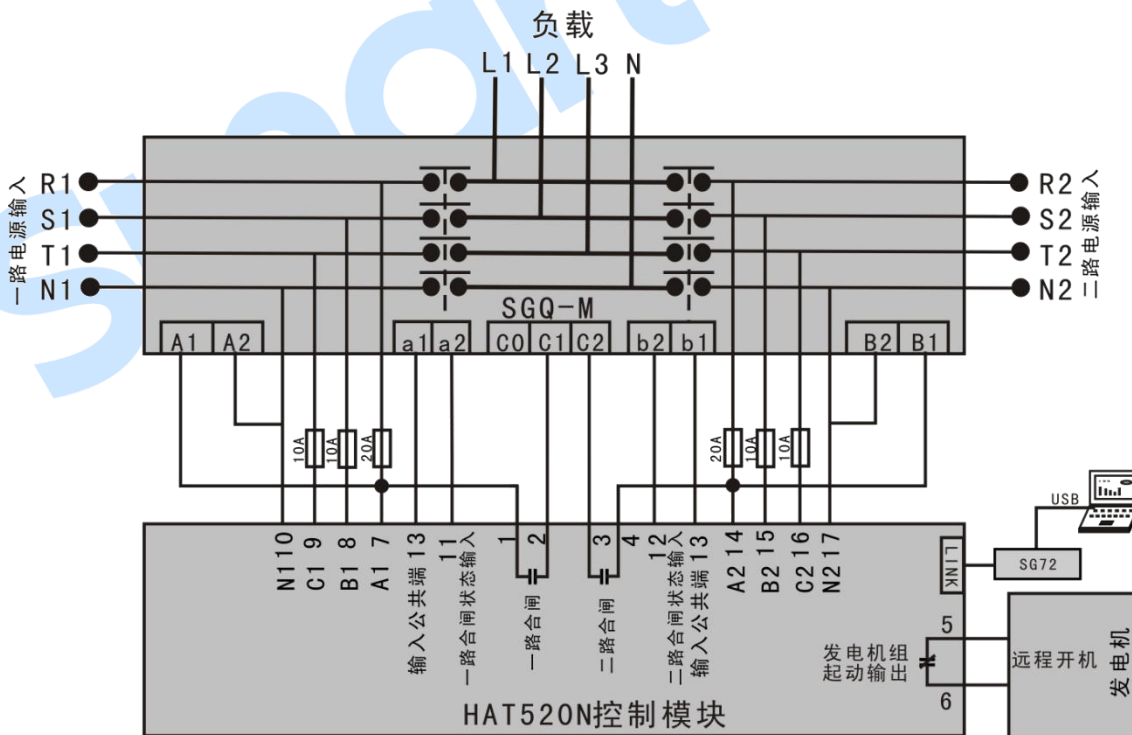 负载
L1 L2 L3 N
一路电源输入
R1
S1
T1
N1
R2
S2
T2
N2
二路电源输入
SGQ-M
A1 A2
a1 a2
C0 C1 C2
b2 b1
B2 B1
10A
10A
20A
20A
10A
10A
USB
LINK
SG72
N1 10
C1 9
B1 8
A1 7
输入公共端 13
一路合闸状态输入 11
1
2
一路合闸
3
4
二路合闸
二路合闸状态输入 12
输入公共端 13
A2 14
B2 15
C2 16
N2 17
5
6
发电机组
起动输出
远程开机
发电机
HAT520N控制模块